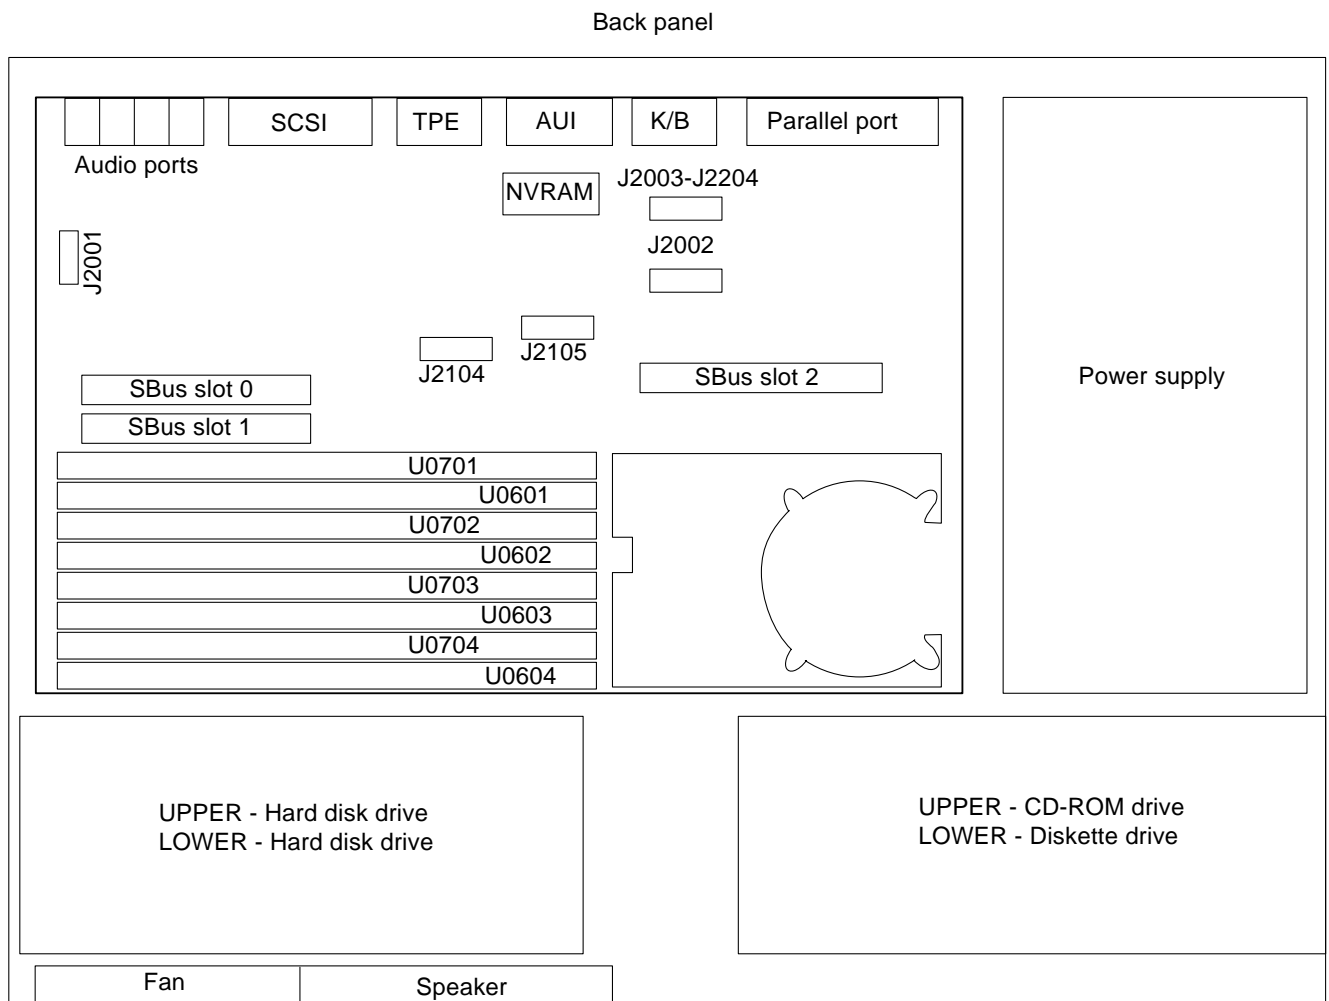 Back panel
SCSI
TPE
AUI
K/B
Parallel port
Audio ports
NVRAM
J2003-J2204
J2002
J2001
J2105
J2104
SBus slot 2
Power supply
SBus slot 0
SBus slot 1
U0701
U0601
U0702
U0602
U0703
U0603
U0704
U0604
UPPER - Hard disk drive
LOWER - Hard disk drive
UPPER - CD-ROM drive
LOWER - Diskette drive
Fan
Speaker